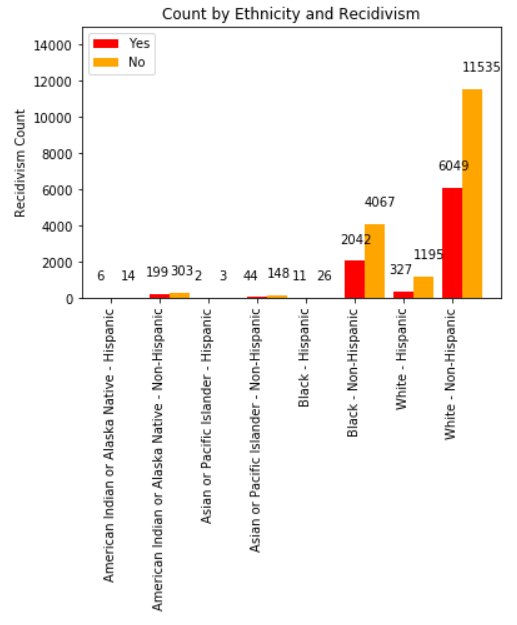 Count by Ethnicity and Recidivism
Yes
No
Recidivism Count
14000
12000
10000
8000
6000
4000
2000
0
6 14 199 303 2 3 44 148 11 26 2042 4067 327 1195 6049 11535
American Indian or Alaska Native - Hispanic
American Indian or Alaska Native - Non-Hispanic
Asian or Pacific Islander - Hispanic
Asian or Pacific Islander - Non-Hispanic
Black - Hispanic
Black - Non-Hispanic
White - Hispanic
White - Non-Hispanic